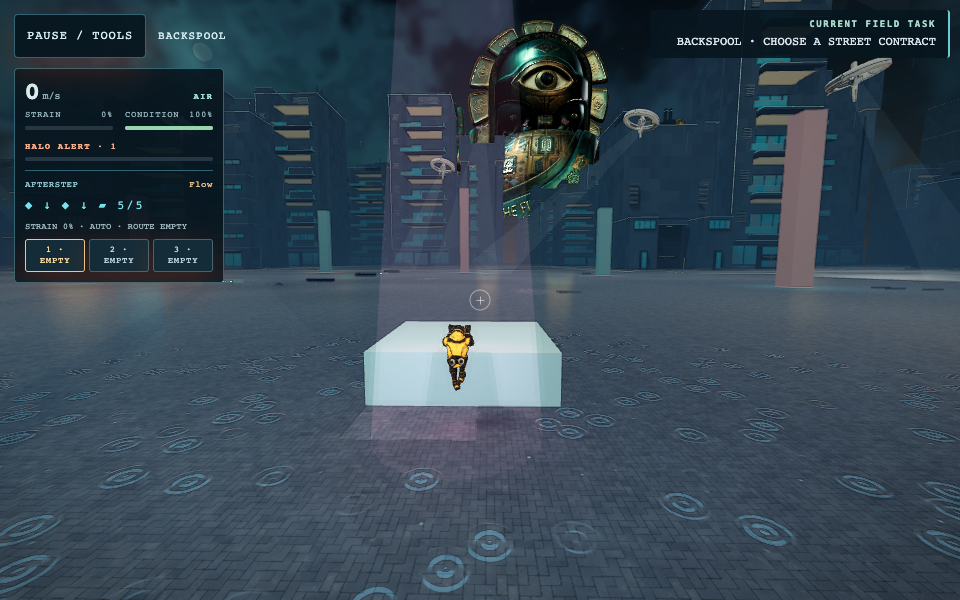 PAUSE / TOOLS
BACKSPOOL
CURRENT FIELD TASK
BACKSPOOL · CHOOSE A STREET CONTRACT
0 m/s
AIR
STRAIN 0%
CONDITION 100%
HALO ALERT · 1
AFTERSTEP
Flow
◆ ↓ ◆ ↓ ▰ 5/5
STRAIN 0% · AUTO · ROUTE EMPTY
1 · EMPTY
2 · EMPTY
3 · EMPTY